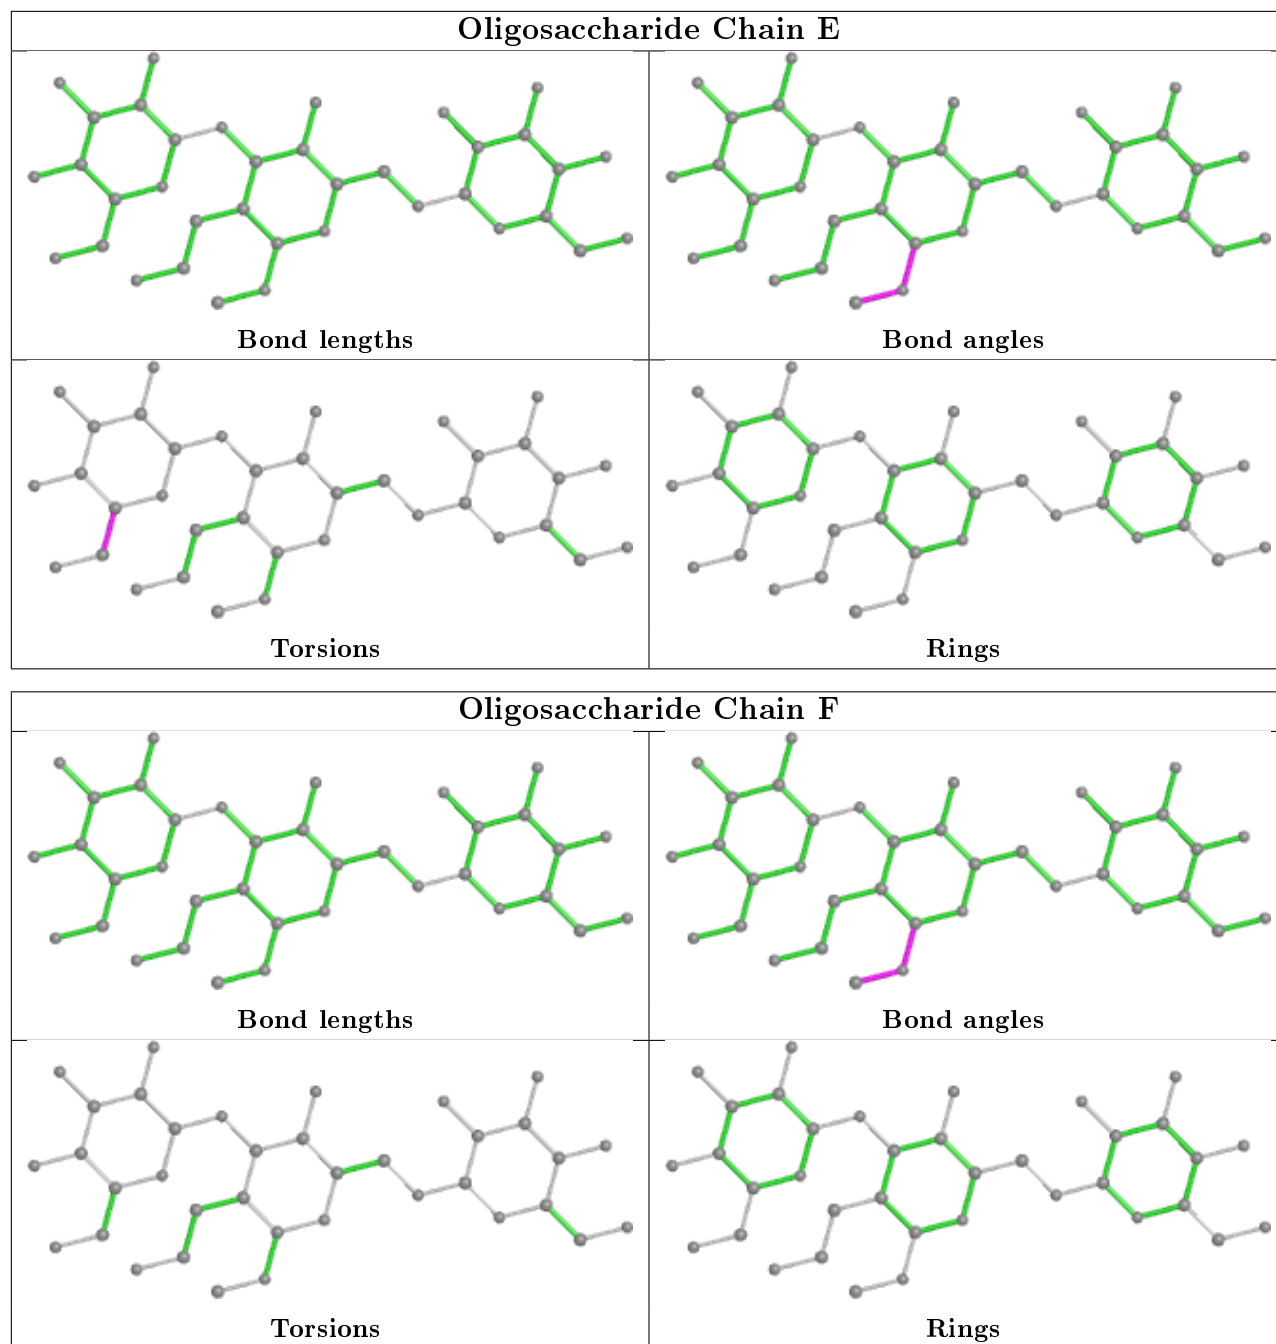 Oligosaccharide Chain E
Bond lengths
Bond angles
Torsions
Rings
Oligosaccharide Chain F
Bond lengths
Bond angles
Torsions
Rings